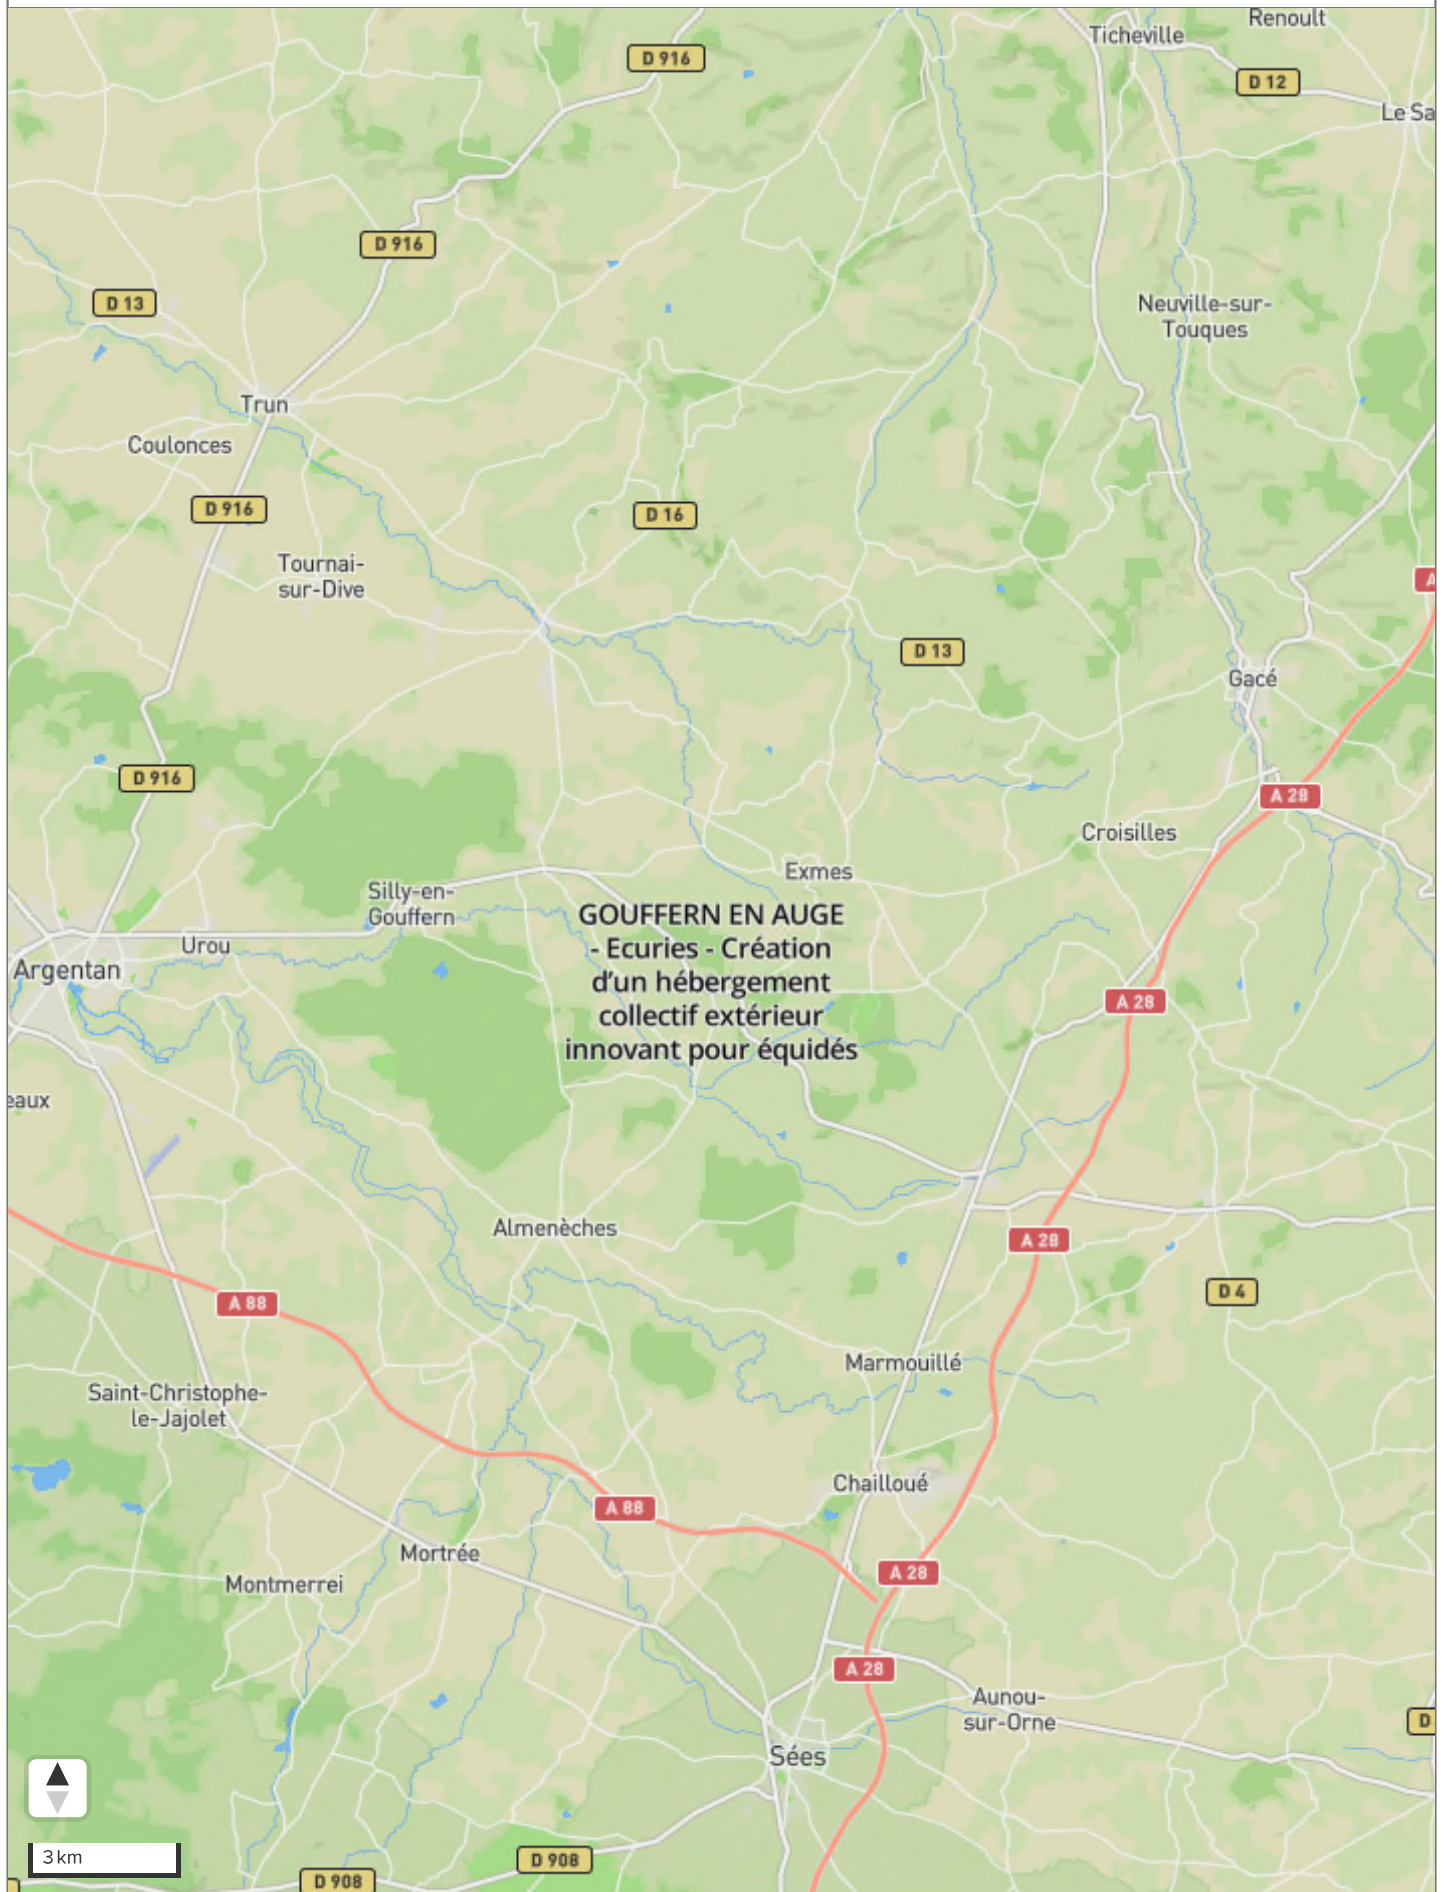 Renoult
Ticheville
D 916
D 12
Le Sa
D 916
D 13
Neuville-sur-
Touques
Trun
Coulonces
D 916
D 16
Tournai-
sur-Dive
A
D 13
Gacé
D 916
A 28
Croisilles
Exmes
Silly-en-
Gouffern
GOUFFERN EN AUGE
- Ecuries - Création
d’un hébergement
collectif extérieur
innovant pour équidés
Urou
Argentan
A 28
eaux
Almenèches
A 28
D 4
A 88
Marmouillé
Saint-Christophe-
le-Jajolet
Chailloué
A 88
Mortrée
A 28
Montmerrei
A 28
Aunou-
sur-Orne
D
Sées
3 km
D 908
D 908